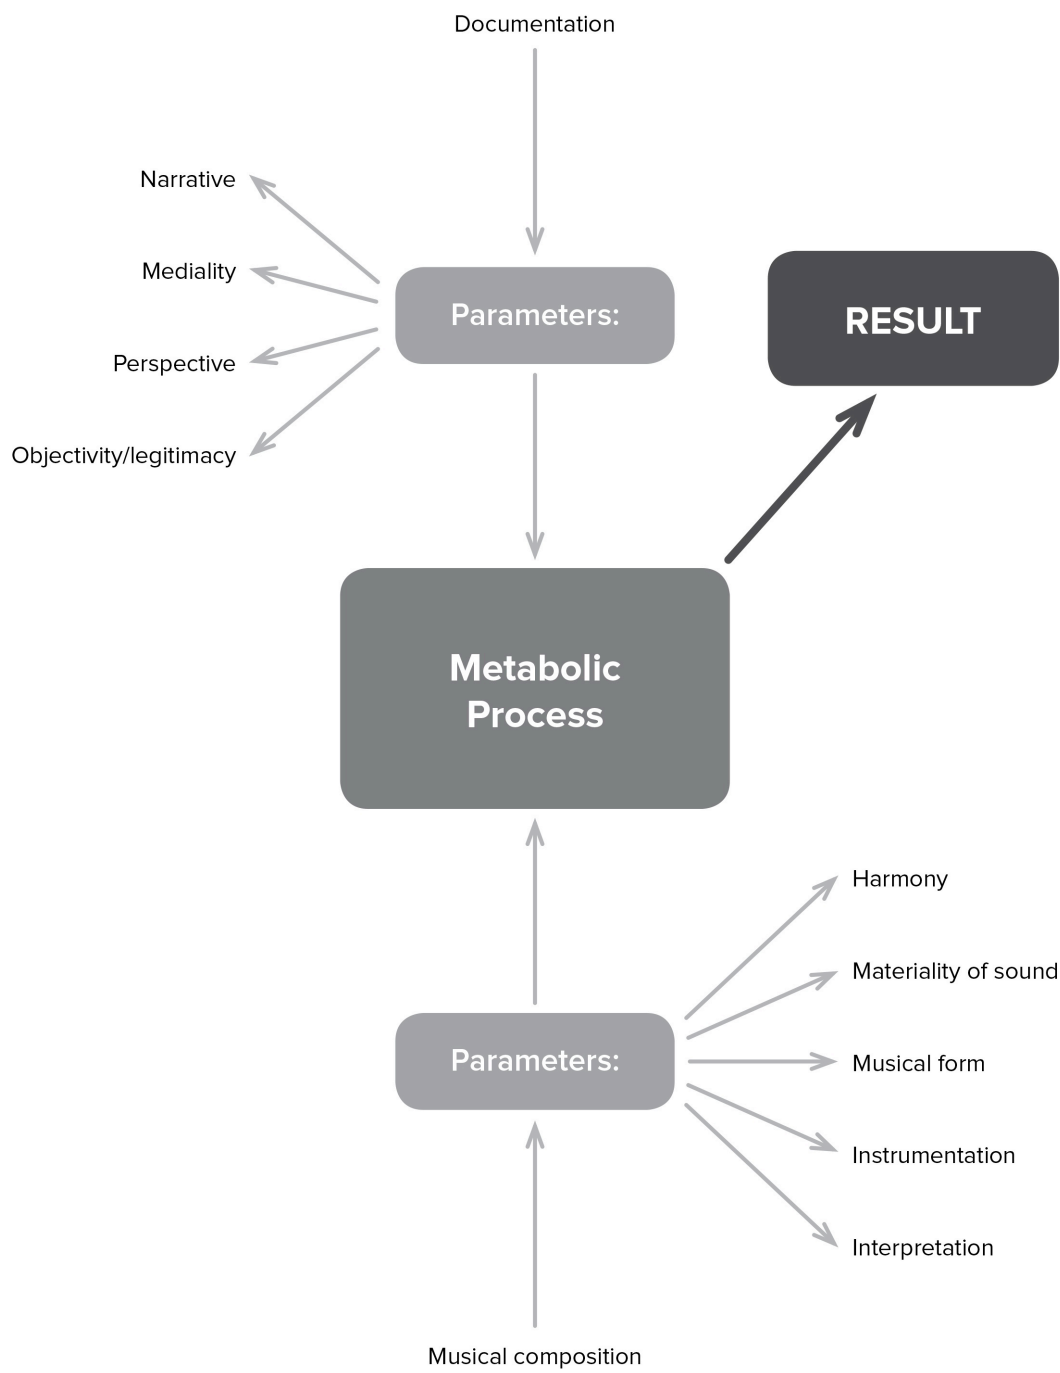 Documentation
Narrative
Mediality
Perspective
Objectivity/legitimacy
Parameters:
RESULT
Metabolic
Process
Parameters:
Harmony
Materiality of sound
Musical form
Instrumentation
Interpretation
Musical composition